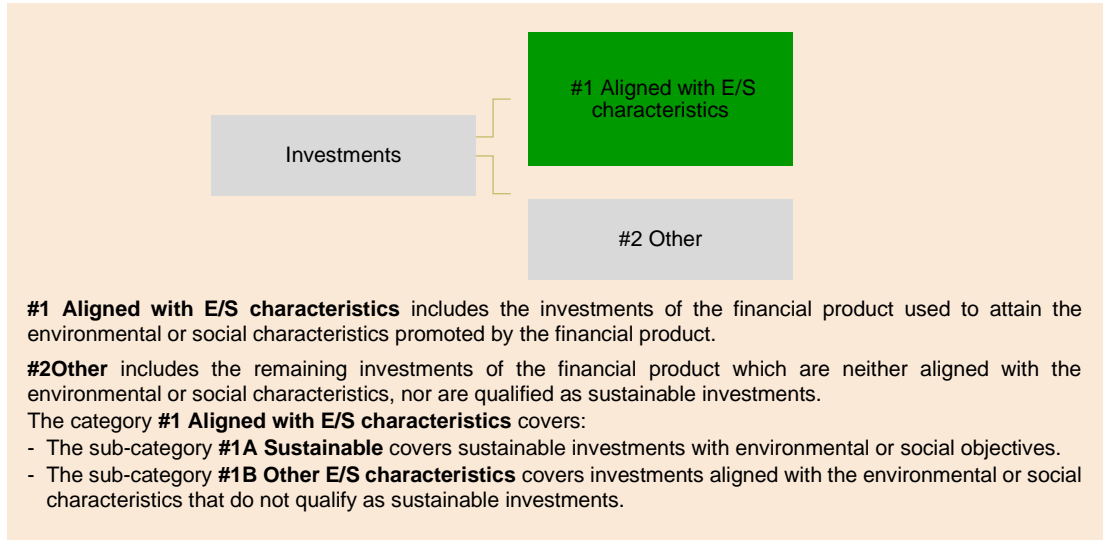 #1 Aligned with E/S
characteristics
Investments
#2 Other
#1 Aligned with E/S characteristics includes the investments of the financial product used to attain the
environmental or social characteristics promoted by the financial product.
#2Other includes the remaining investments of the financial product which are neither aligned with the
environmental or social characteristics, nor are qualified as sustainable investments.
The category #1 Aligned with E/S characteristics covers:
- The sub-category #1A Sustainable covers sustainable investments with environmental or social objectives.
- The sub-category #1B Other E/S characteristics covers investments aligned with the environmental or social
characteristics that do not qualify as sustainable investments.